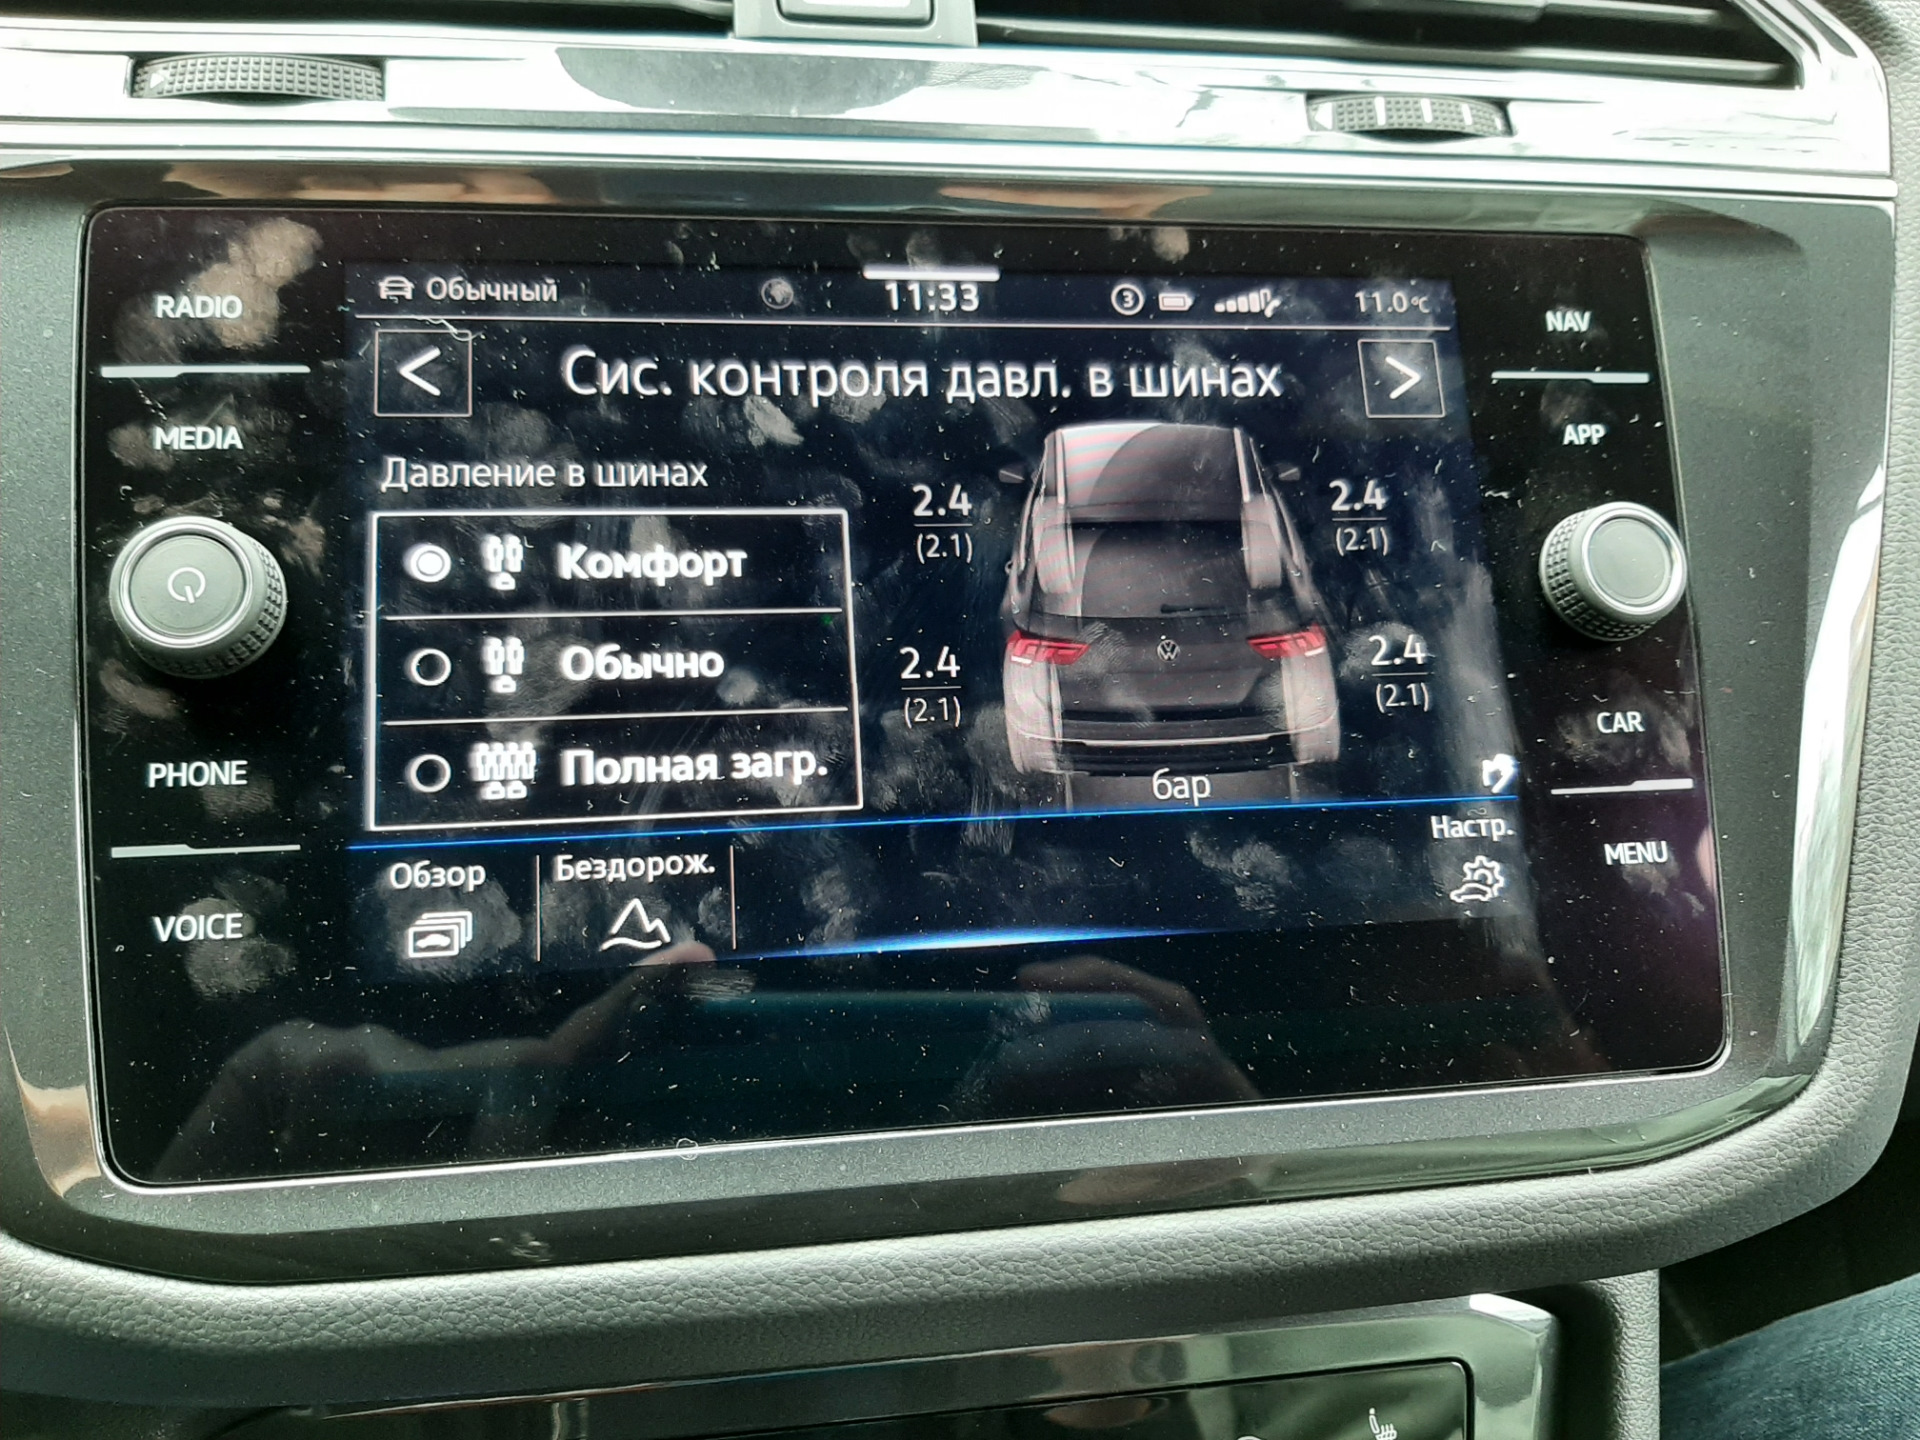 Обычный
11:33
3
11.0°C
RADIO
NAV
<
Сис. контроля давл. в шинах
>
MEDIA
APP
Давление в шинах
2.4
(2.1)
2.4
(2.1)
Комфорт
Обычно
2.4
(2.1)
2.4
(2.1)
Полная загр.
бар
PHONE
CAR
Настр.
MENU
Обзор
Бездорож.
VOICE